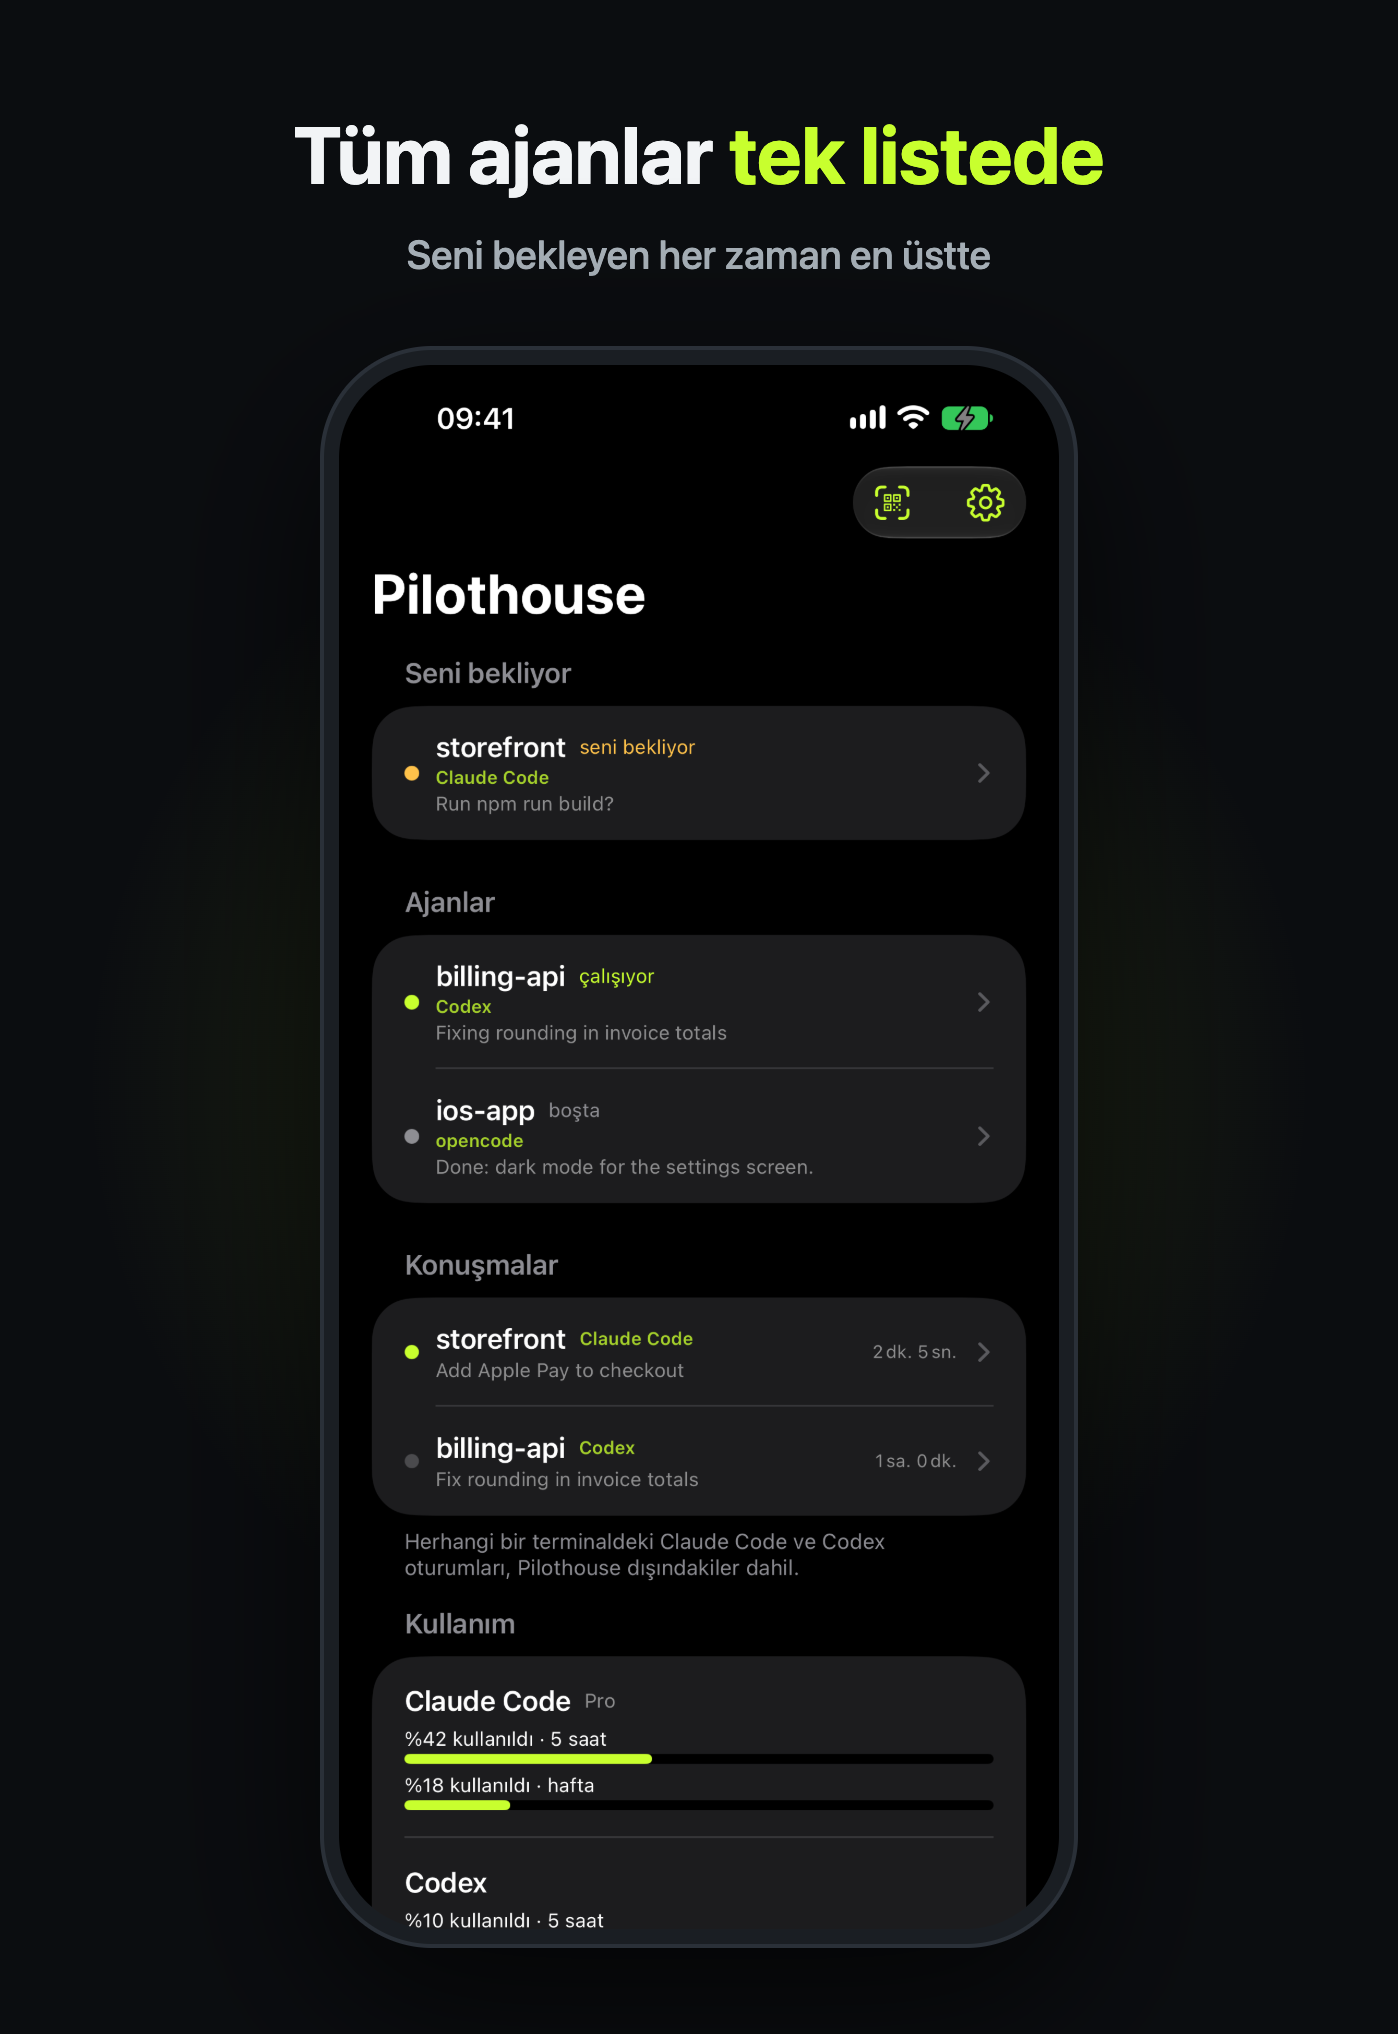 Tüm ajanlar tek listede
Seni bekleyen her zaman en üstte
09:41
Pilothouse
Seni bekliyor
storefront seni bekliyor
Claude Code
Run npm run build?
Ajanlar
billing-api çalışıyor
Codex
Fixing rounding in invoice totals
ios-app boşta
opencode
Done: dark mode for the settings screen.
Konuşmalar
storefront Claude Code
Add Apple Pay to checkout
2 dk. 5 sn.
billing-api Codex
Fix rounding in invoice totals
1 sa. 0 dk.
Herhangi bir terminaldeki Claude Code ve Codex
oturumları, Pilothouse dışındakiler dahil.
Kullanım
Claude Code Pro
%42 kullanıldı · 5 saat
%18 kullanıldı · hafta
Codex
%10 kullanıldı · 5 saat